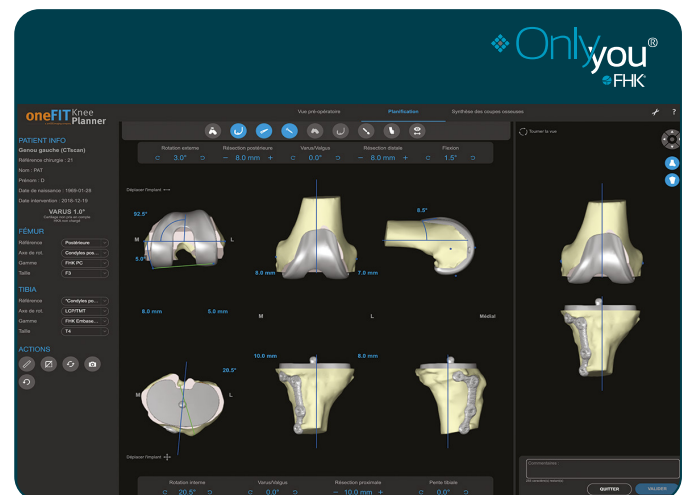 Onlyyou®
FHK
oneFIT Knee
Planner
Vue pré-opératoire
Planification
Synthèse des coupes osseuses
?
PATIENT INFO
Genou gauche (CTscan)
Référence chirurgie : 21
Nom : PAT
Prénom : D
Date de naissance : 1969-01-28
Date intervention : 2018-12-19
VARUS 1.0°
FÉMUR
Référence Postérieure
Axe de rot. Condyles pos...
Gamme FHK PC
Taille F3
TIBIA
Référence "Condyles po...
Axe de rot. LCP/TMT
Gamme FHK Embase...
Taille T4
ACTIONS
Rotation externe
3.0°
Résection postérieure
− 8.0 mm +
Varus/Valgus
0.0°
Résection distale
− 8.0 mm +
Flexion
1.5°
Déplacer l'implant
92.5°
M
L
5.0°
8.0 mm
7.0 mm
8.5°
8.0 mm
5.0 mm
M
L
Médial
20.5°
M
L
10.0 mm
8.0 mm
Déplacer l'implant
Rotation interne
20.5°
Varus/Valgus
0.0°
Résection proximale
− 10.0 mm +
Pente tibiale
0.0°
Tourner la vue
Commentaires
QUITTER
VALIDER